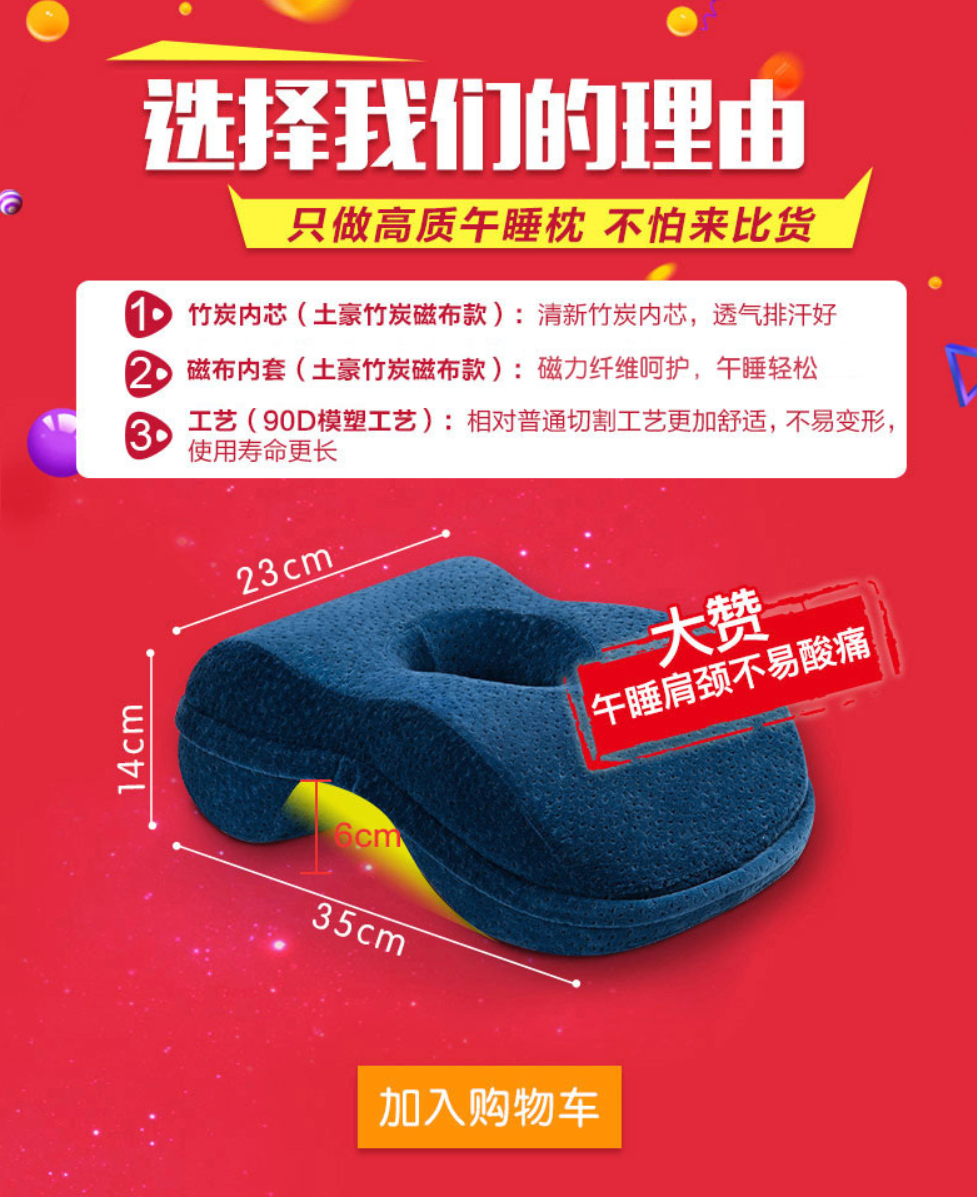 选择我们的理由
只做高质午睡枕 不怕来比货
1 竹炭内芯（土豪竹炭磁布款）：清新竹炭内芯，透气排汗好
2 磁布内套（土豪竹炭磁布款）：磁力纤维呵护，午睡轻松
3 工艺（90D模塑工艺）：相对普通切割工艺更加舒适，不易变形，
使用寿命更长
23cm
大赞
午睡肩颈不易酸痛
14cm
6cm
35cm
加入购物车